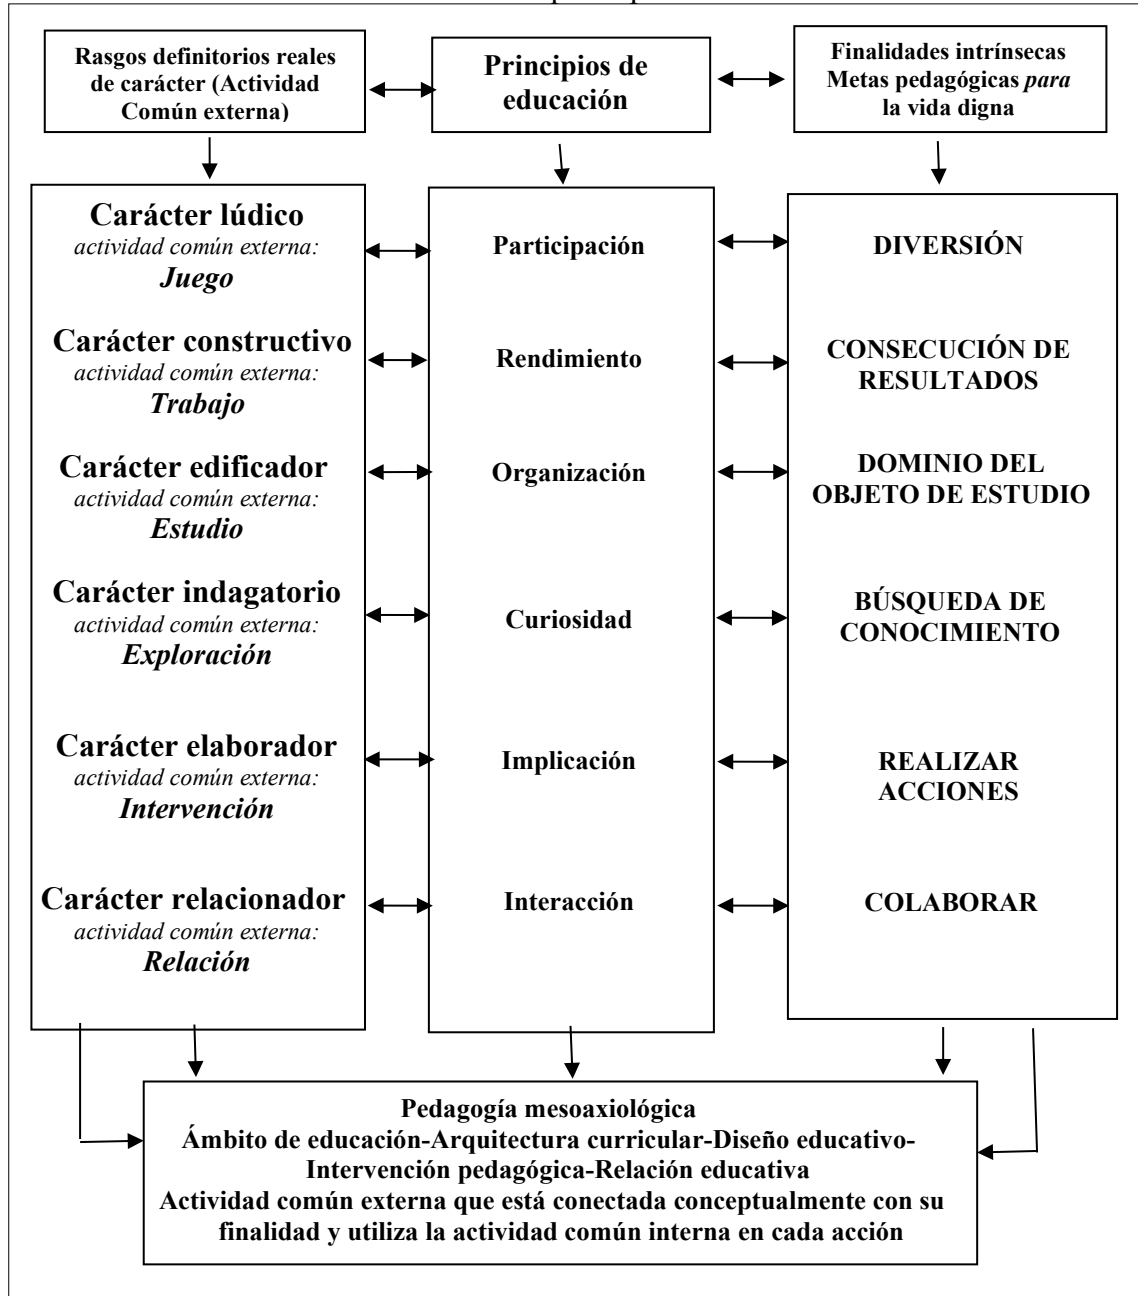 Rasgos definitorios reales
de carácter (Actividad
Común externa)
Principios de
educación
Finalidades intrínsecas
Metas pedagógicas para
la vida digna
Carácter lúdico
actividad común externa:
Juego
Participación
DIVERSIÓN
Carácter constructivo
actividad común externa:
Trabajo
Rendimiento
CONSECUCIÓN DE
RESULTADOS
Carácter edificador
actividad común externa:
Estudio
Organización
DOMINIO DEL
OBJETO DE ESTUDIO
Carácter indagatorio
actividad común externa:
Exploración
Curiosidad
BÚSQUEDA DE
CONOCIMIENTO
Carácter elaborador
actividad común externa:
Intervención
Implicación
REALIZAR
ACCIONES
Carácter relacionador
actividad común externa:
Relación
Interacción
COLABORAR
Pedagogía mesoaxiológica
Ámbito de educación-Arquitectura curricular-Diseño educativo-
Intervención pedagógica-Relación educativa
Actividad común externa que está conectada conceptualmente con su
finalidad y utiliza la actividad común interna en cada acción